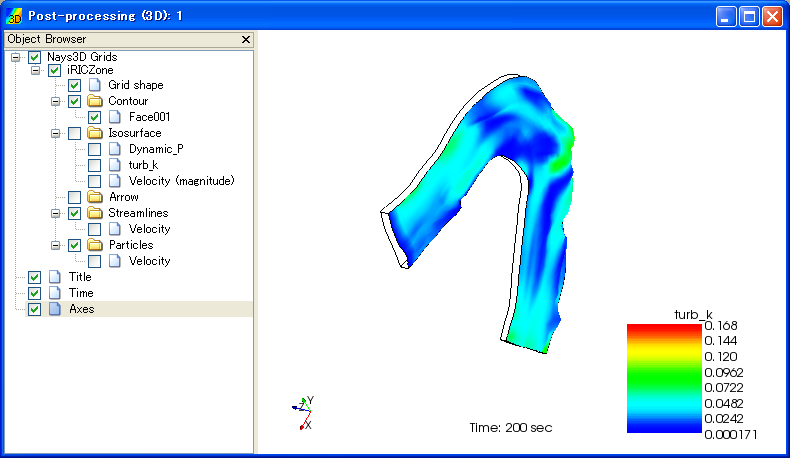 Post-processing (3D): 1
Object Browser
Nays3D Grids
iRICZone
Grid shape
Contour
Face001
Isosurface
Dynamic_P
turb_k
Velocity (magnitude)
Arrow
Streamlines
Velocity
Particles
Velocity
Title
Time
Axes
turb_k
0.168
0.144
0.120
0.0962
0.0722
0.0482
0.0242
0.000171
Y
Z
X
Time: 200 sec